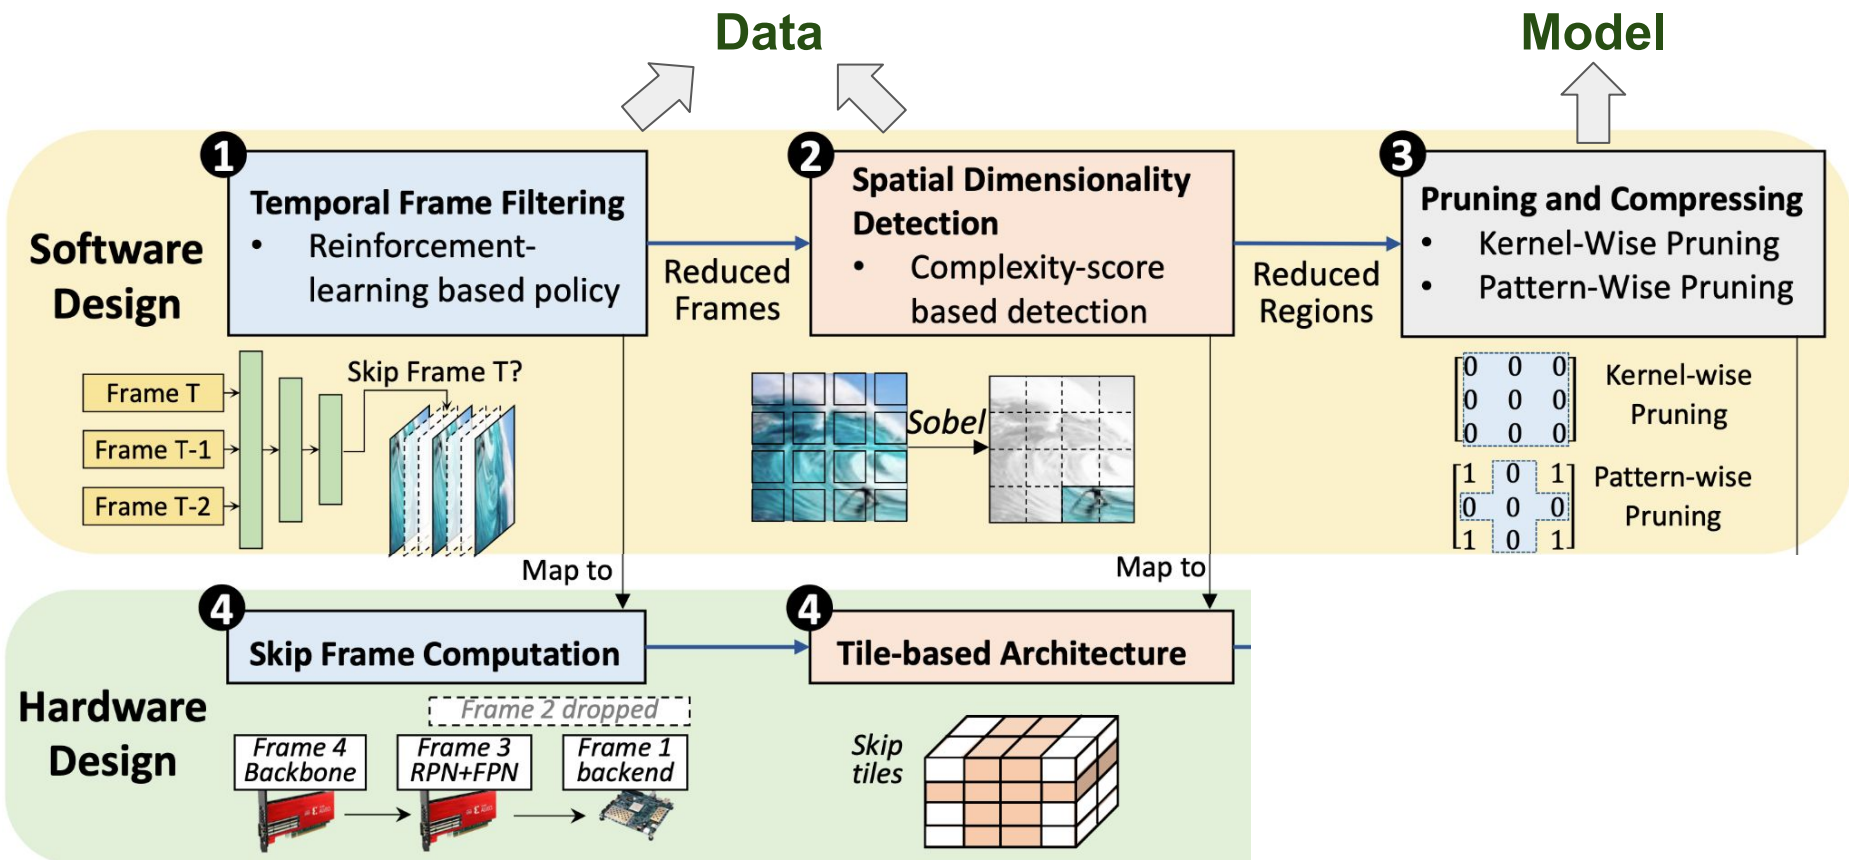 Data
Model
1
Temporal Frame Filtering
• Reinforcement-
learning based policy
Reduced
Frames
2
Spatial Dimensionality
Detection
• Complexity-score
based detection
Reduced
Regions
3
Pruning and Compressing
• Kernel-Wise Pruning
• Pattern-Wise Pruning
Software
Design
Frame T
Frame T-1
Frame T-2
Skip Frame T?
Sobel
0 0 0
0 0 0
0 0 0
Kernel-wise
Pruning
1 0 1
0 0 0
1 0 1
Pattern-wise
Pruning
Map to
Map to
Hardware
Design
4
Skip Frame Computation
4
Tile-based Architecture
Frame 2 dropped
Frame 4
Backbone
Frame 3
RPN+FPN
Frame 1
backend
Skip
tiles